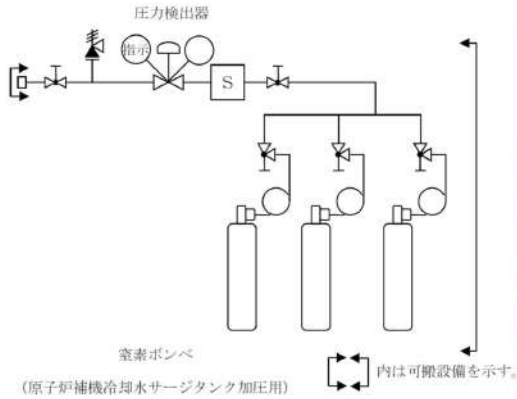 圧力検出器
指示
S
窒素ボンベ
(原子炉補機冷却水サージタンク加圧用)
内は可搬設備を示す。